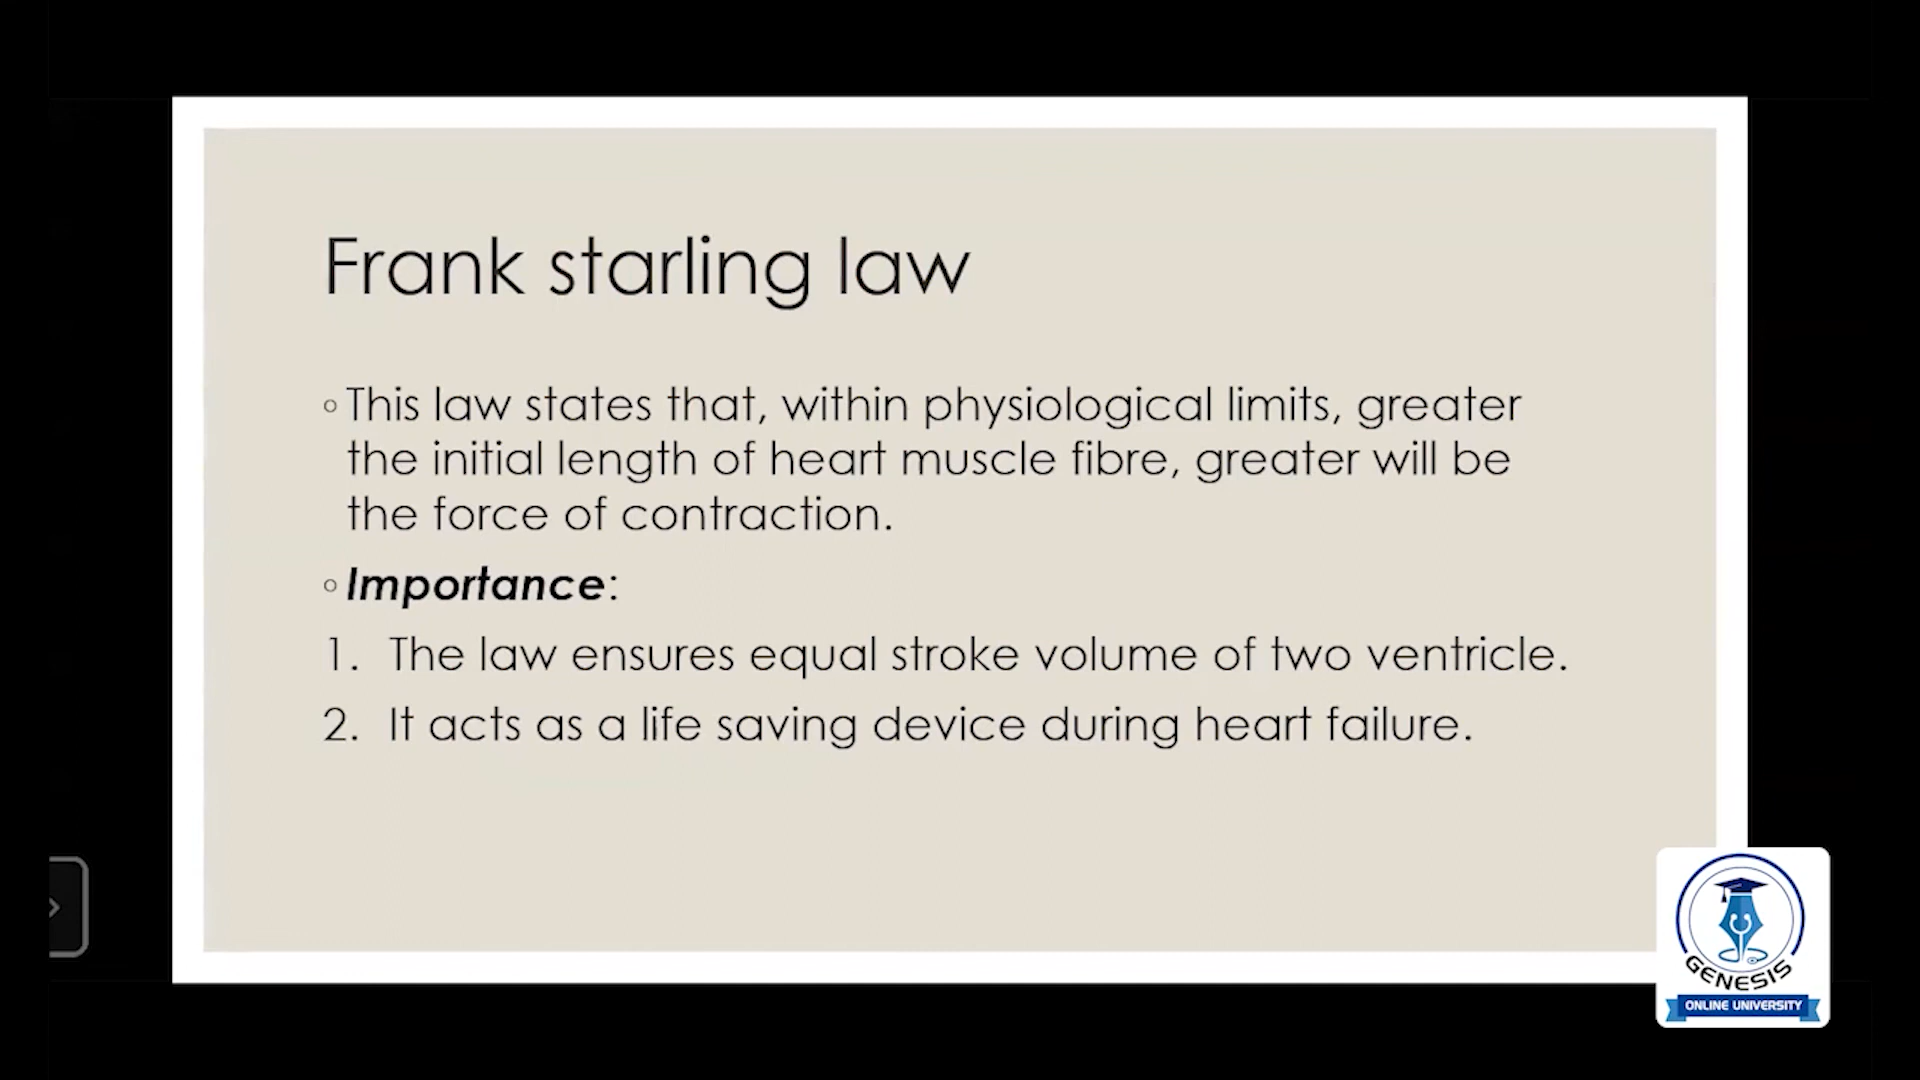 Frank starling law
◦ This law states that, within physiological limits, greater
the initial length of heart muscle fibre, greater will be
the force of contraction.
◦ Importance:
1. The law ensures equal stroke volume of two ventricle.
2. It acts as a life saving device during heart failure.
GENESIS
ONLINE UNIVERSITY